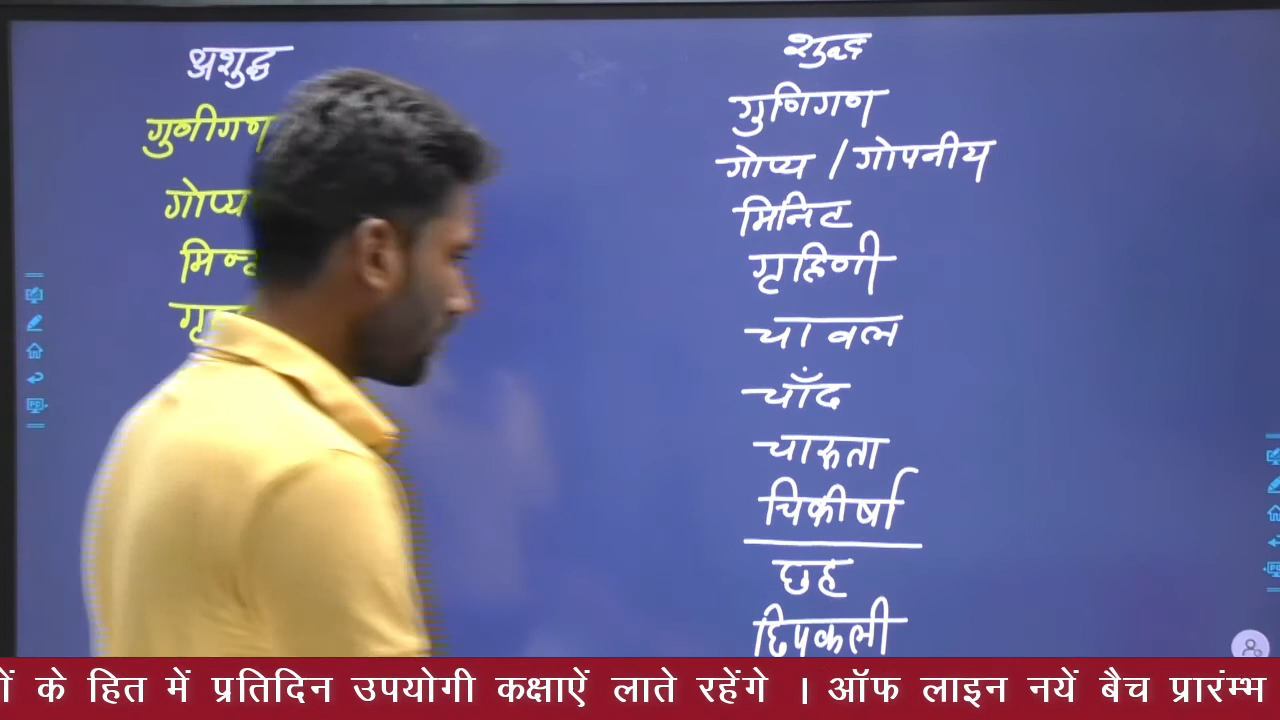 अशुद्ध
गुणीगण
गोप्य
शुद्ध
गुणिगण
गोप्य / गोपनीय
मिनिट
गृहिणी
चावल
चाँद
चारुता
चिकीर्षा
छह
छिपकली
के हित में प्रतिदिन उपयोगी कक्षाऐं लाते रहेंगे । ऑफ लाइन नयें बैच प्रारंम्भ